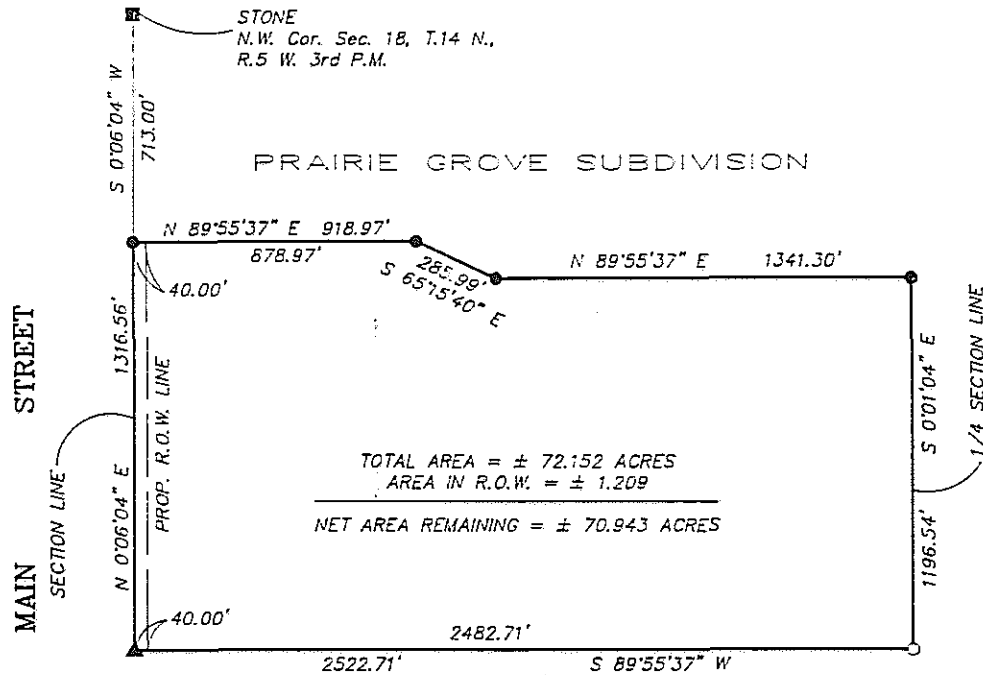 STONE
N.W. Cor. Sec. 18, T.14 N.,
R.5 W. 3rd P.M.
S 0°06'04" W
713.00'
PRAIRIE GROVE SUBDIVISION
N 89°55'37" E 918.97'
878.97'
285.99'
S 65°15'40" E
N 89°55'37" E 1341.30'
40.00'
1316.56'
N 0°06'04" E
PROP. R.O.W. LINE
SECTION LINE
MAIN STREET
S 0°01'04" E
1196.54'
1/4 SECTION LINE
TOTAL AREA = ± 72.152 ACRES
AREA IN R.O.W. = ± 1.209
NET AREA REMAINING = ± 70.943 ACRES
40.00'
2482.71'
2522.71' S 89°55'37" W